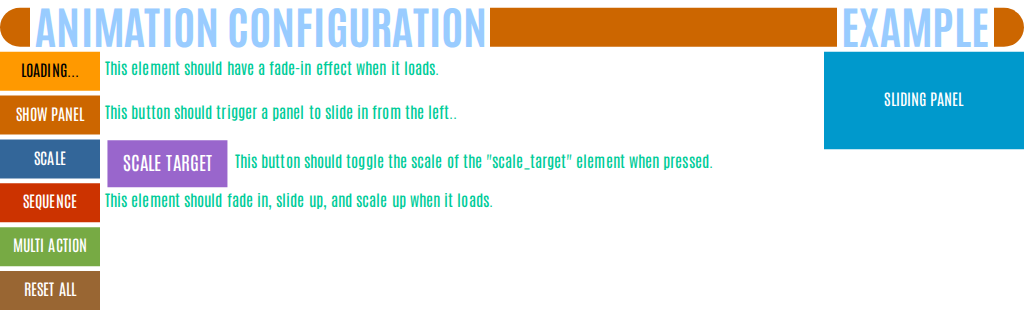 ANIMATION CONFIGURATION EXAMPLE
LOADING... This element should have a fade-in effect when it loads.
SLIDING PANEL
SHOW PANEL This button should trigger a panel to slide in from the left..
SCALE SCALE TARGET This button should toggle the scale of the "scale_target" element when pressed.
SEQUENCE This element should fade in, slide up, and scale up when it loads.
MULTI ACTION
RESET ALL